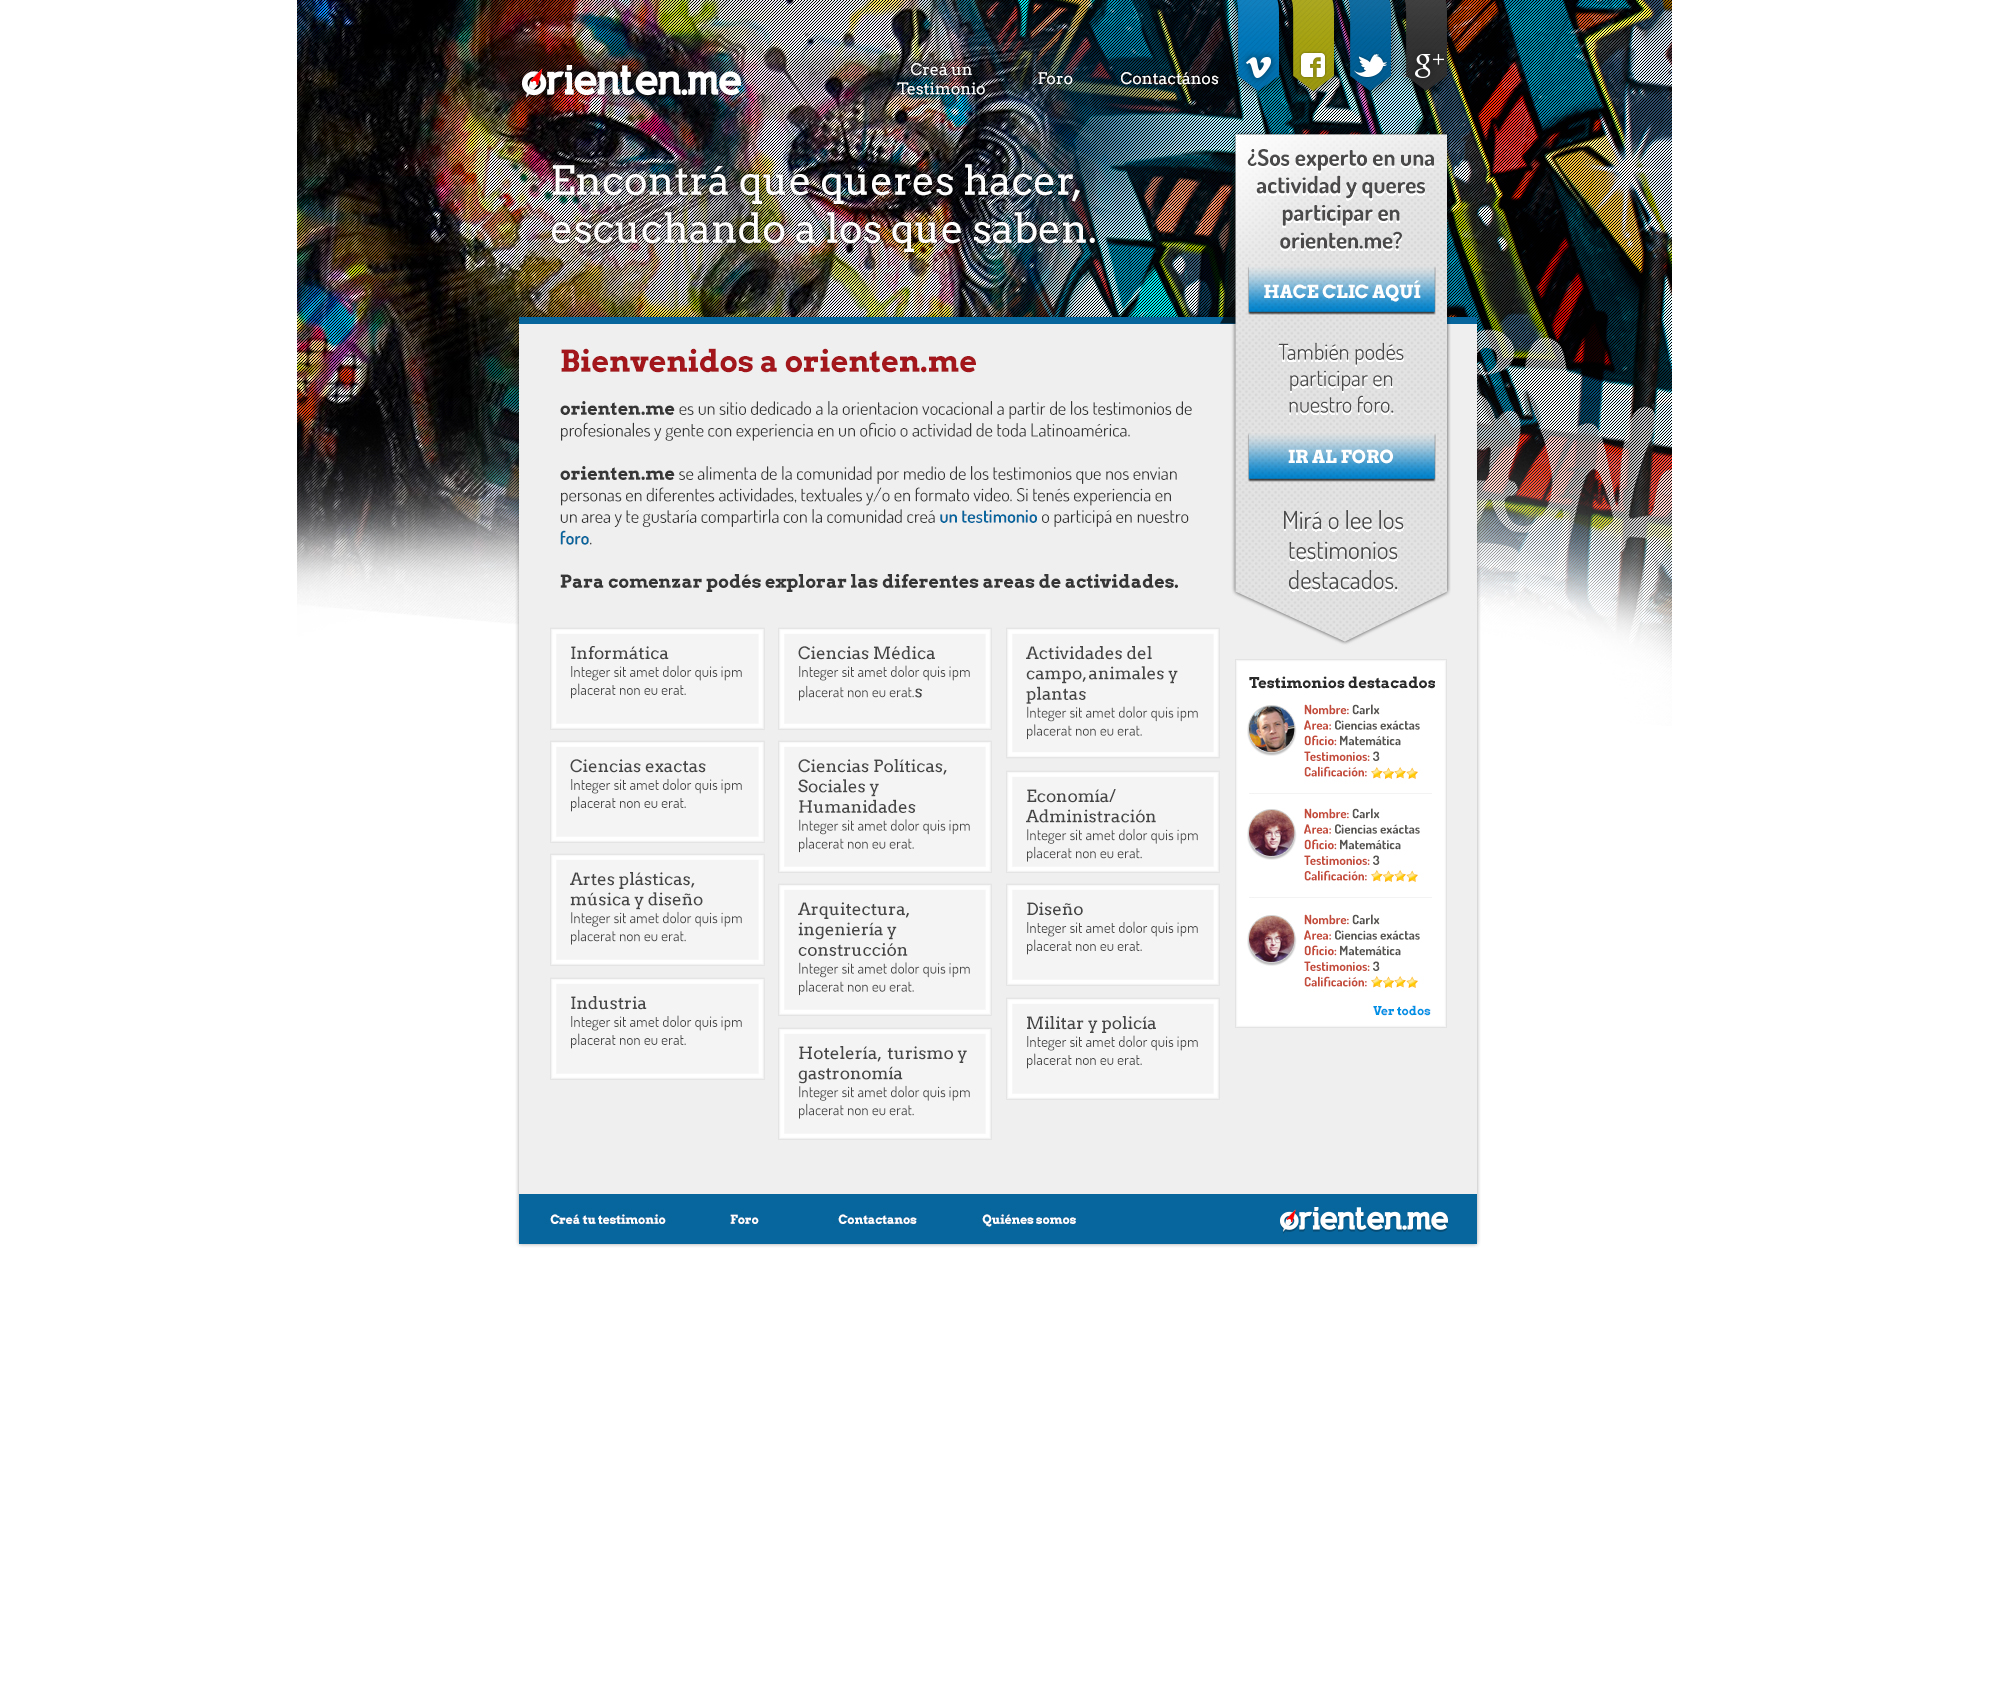 orienten.me
Creá un
Testimonio
Foro
Contactános
g+
Encontrá que queres hacer,
escuchando a los que saben.
¿Sos experto en una
actividad y queres
participar en
orienten.me?
HACE CLIC AQUÍ
También podés
participar en
nuestro foro.
IR AL FORO
Mirá o lee los
testimonios
destacados.
Bienvenidos a orienten.me
orienten.me es un sitio dedicado a la orientacion vocacional a partir de los testimonios de
profesionales y gente con experiencia en un oficio o actividad de toda Latinoamérica.
orienten.me se alimenta de la comunidad por medio de los testimonios que nos envian
personas en diferentes actividades, textuales y/o en formato video. Si tenés experiencia en
un area y te gustaría compartirla con la comunidad creá un testimonio o participá en nuestro
foro.
Para comenzar podés explorar las diferentes areas de actividades.
Informática
Integer sit amet dolor quis ipm
placerat non eu erat.
Ciencias exactas
Integer sit amet dolor quis ipm
placerat non eu erat.
Artes plásticas,
música y diseño
Integer sit amet dolor quis ipm
placerat non eu erat.
Industria
Integer sit amet dolor quis ipm
placerat non eu erat.
Ciencias Médica
Integer sit amet dolor quis ipm
placerat non eu erat.s
Ciencias Políticas,
Sociales y
Humanidades
Integer sit amet dolor quis ipm
placerat non eu erat.
Arquitectura,
ingeniería y
construcción
Integer sit amet dolor quis ipm
placerat non eu erat.
Hotelería, turismo y
gastronomía
Integer sit amet dolor quis ipm
placerat non eu erat.
Actividades del
campo, animales y
plantas
Integer sit amet dolor quis ipm
placerat non eu erat.
Economía/
Administración
Integer sit amet dolor quis ipm
placerat non eu erat.
Diseño
Integer sit amet dolor quis ipm
placerat non eu erat.
Militar y policía
Integer sit amet dolor quis ipm
placerat non eu erat.
Testimonios destacados
Nombre: Carlx
Area: Ciencias exáctas
Oficio: Matemática
Testimonios: 3
Calificación:
Nombre: Carlx
Area: Ciencias exáctas
Oficio: Matemática
Testimonios: 3
Calificación:
Nombre: Carlx
Area: Ciencias exáctas
Oficio: Matemática
Testimonios: 3
Calificación:
Ver todos
Creá tu testimonio
Foro
Contactanos
Quiénes somos
orienten.me